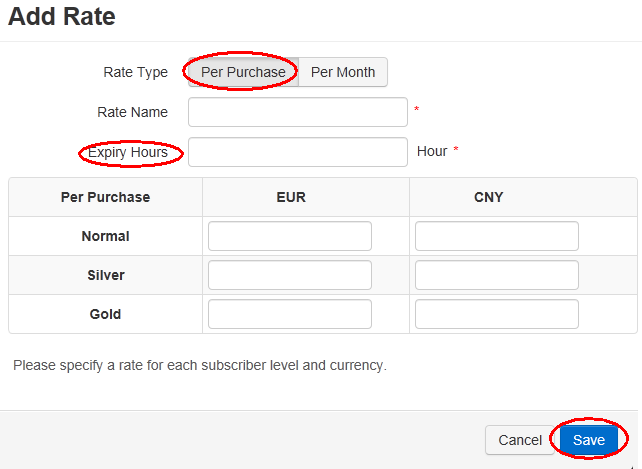 Add Rate
Rate Type Per Purchase Per Month
Rate Name *
Expiry Hours Hour *
Per Purchase EUR CNY
Normal
Silver
Gold
Please specify a rate for each subscriber level and currency.
Cancel Save